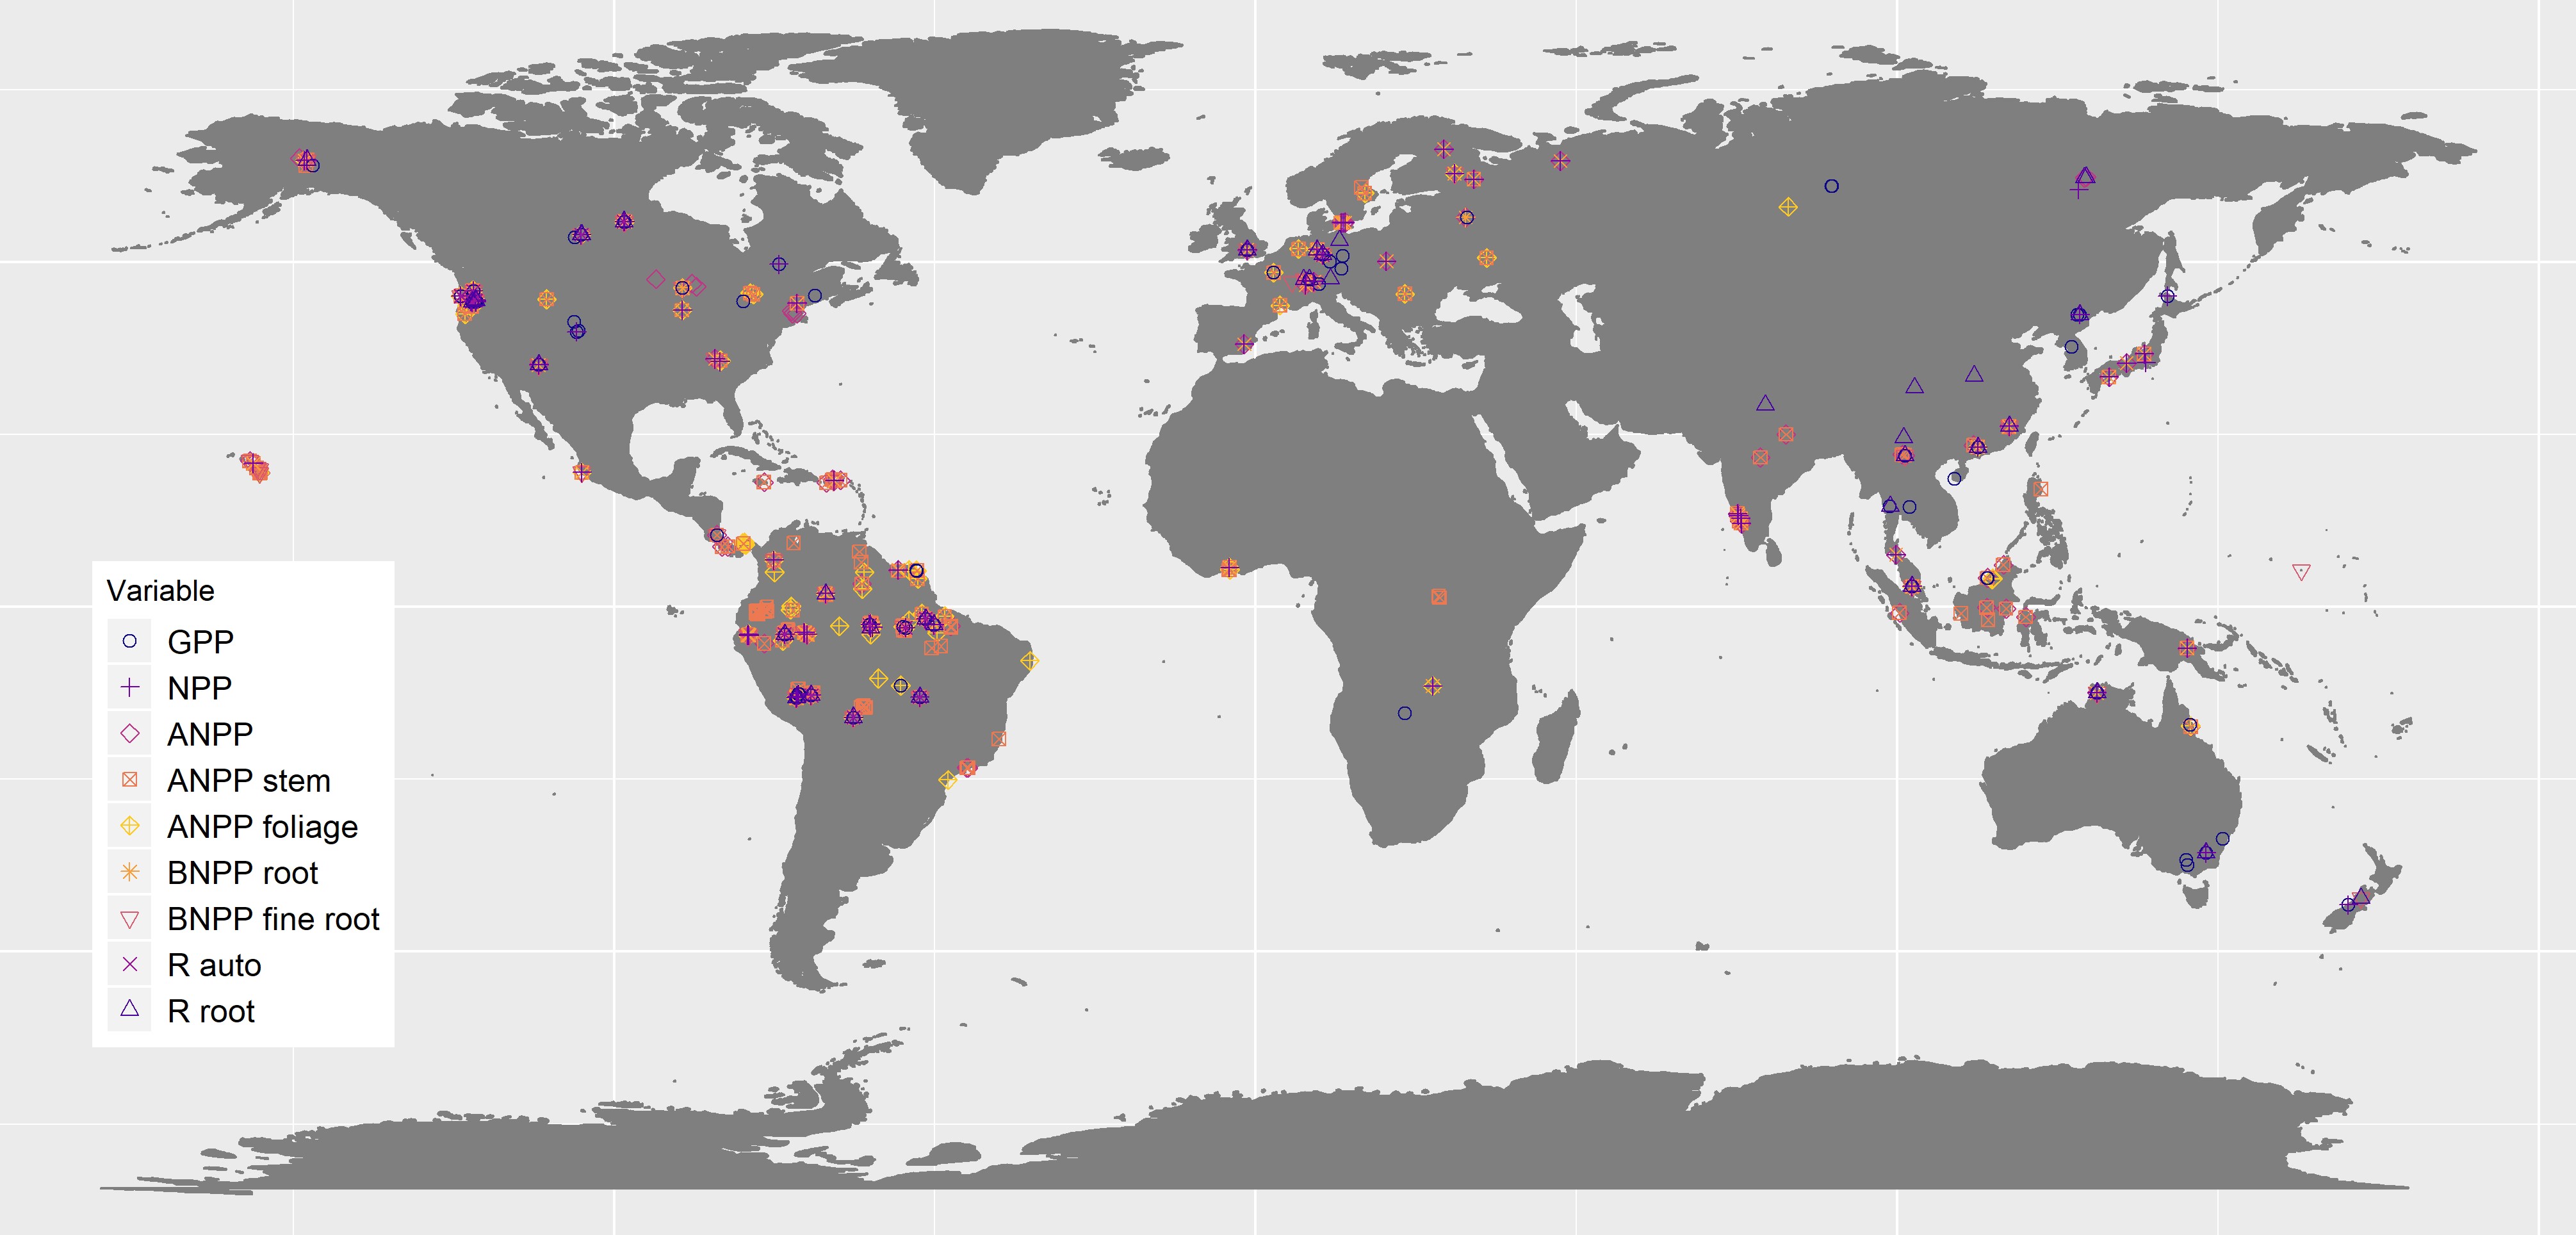 Variable
GPP
NPP
ANPP
ANPP stem
ANPP foliage
BNPP root
BNPP fine root
R auto
R root